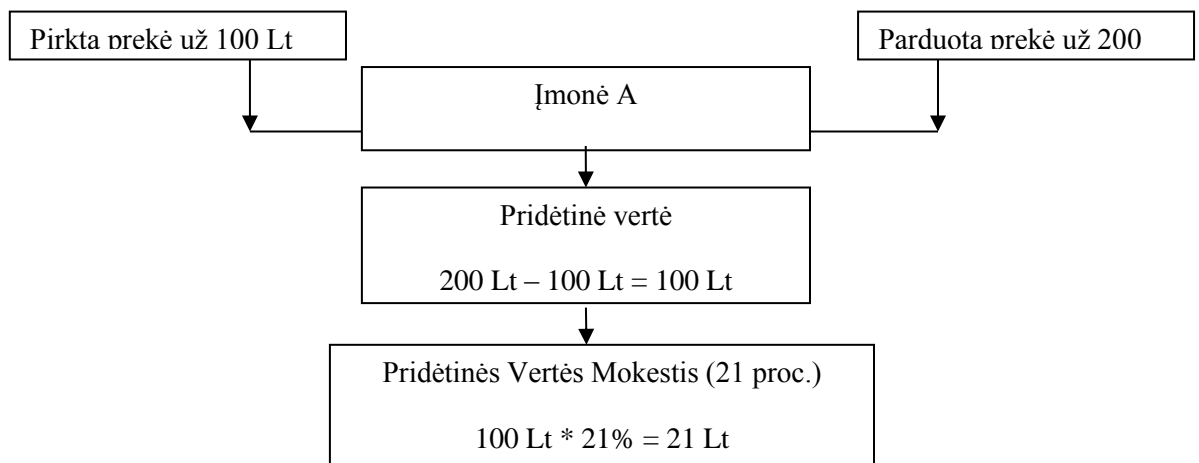 Pirkta prekė už 100 Lt
Parduota prekė už 200
Įmonė A
Pridėtinė vertė
200 Lt – 100 Lt = 100 Lt
Pridėtinės Vertės Mokestis (21 proc.)
100 Lt * 21% = 21 Lt